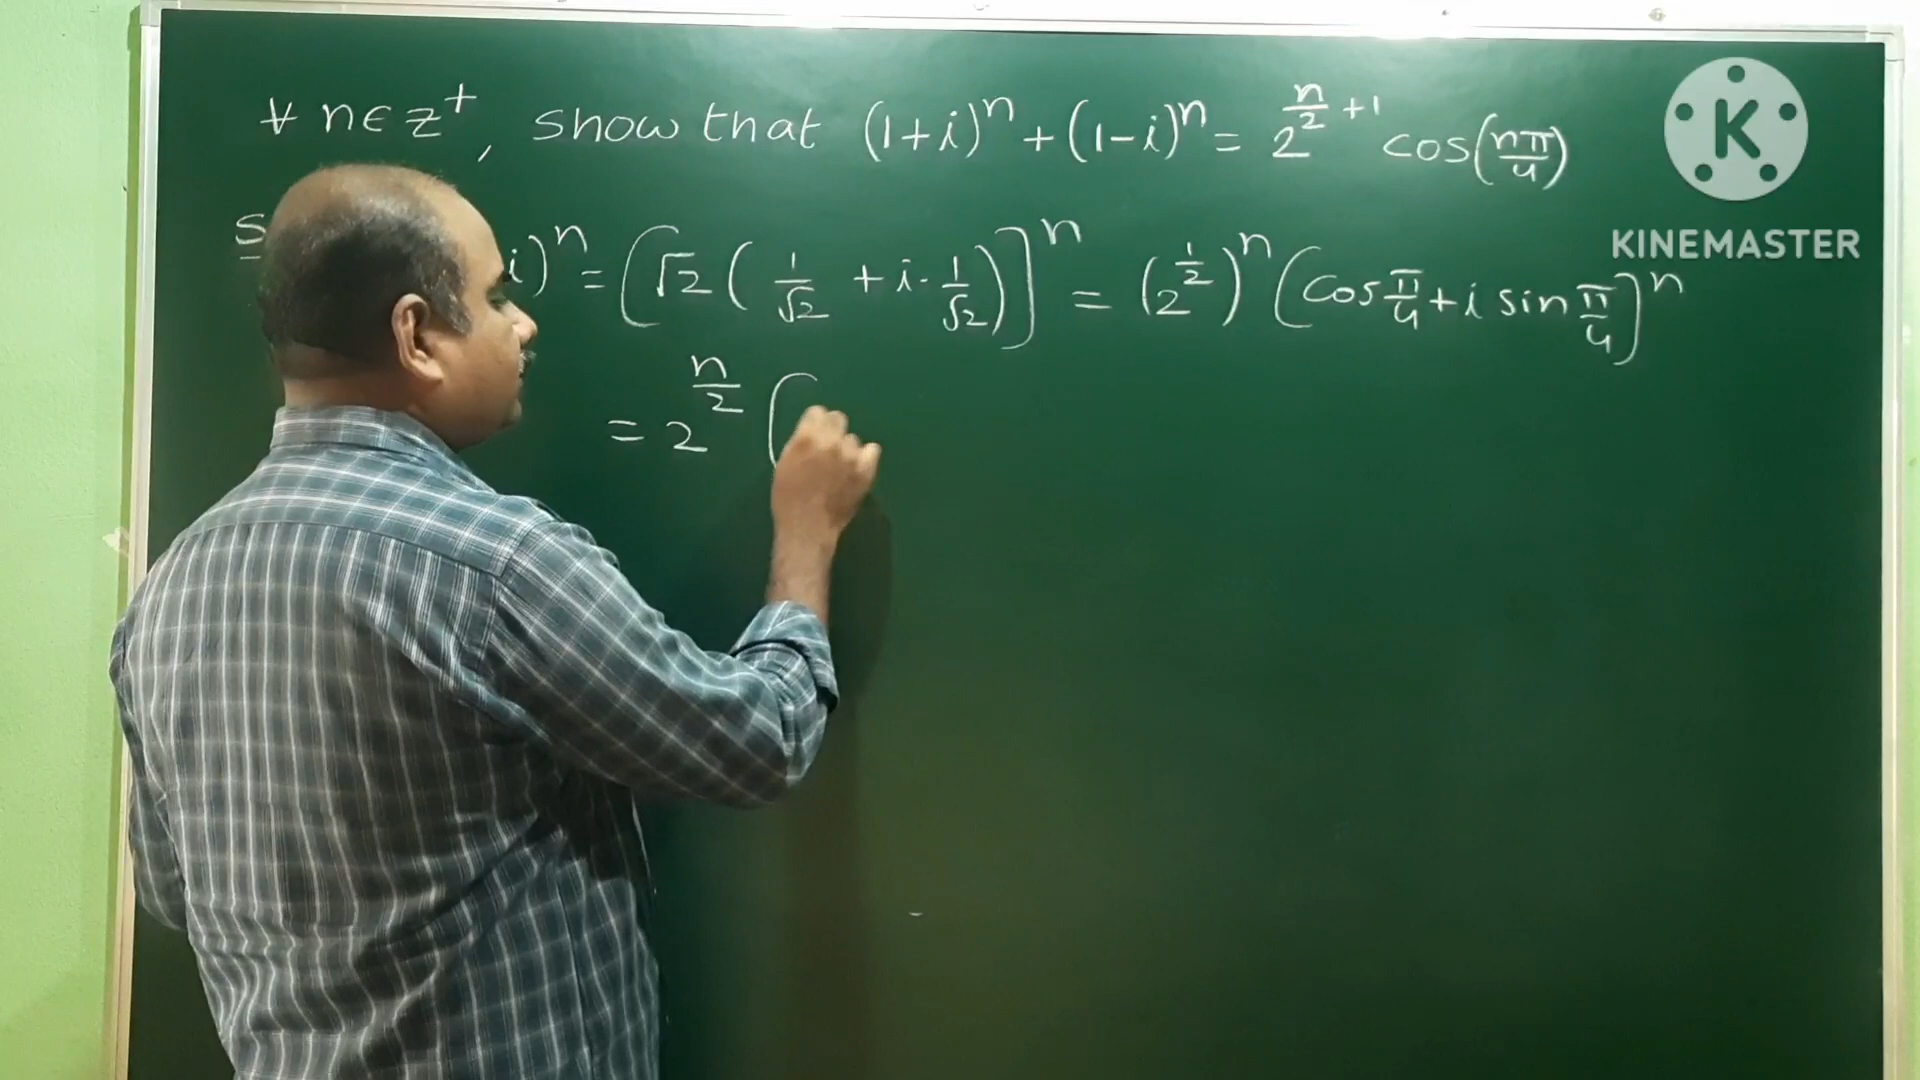 ∀ n∈z⁺, show that (1+i)ⁿ + (1-i)ⁿ = 2^(n/2 +1) cos(nπ/4)
K
KINEMASTER
S
i)ⁿ = [√2 ( 1/√2 + i· 1/√2 )]ⁿ = (2^(1/2))ⁿ [Cos π/4 + i sin π/4]ⁿ
= 2^(n/2) [